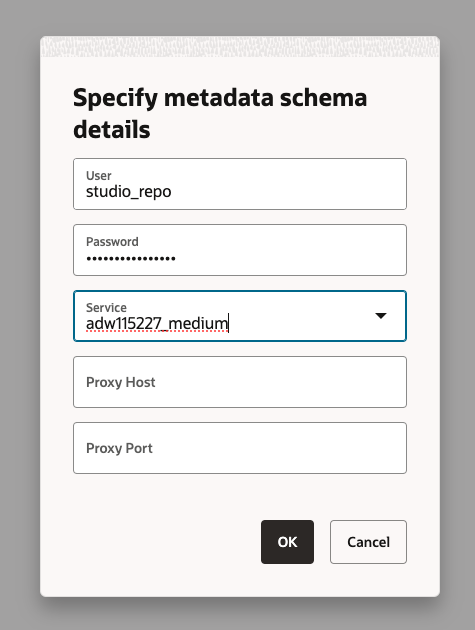 Specify metadata schema
details
User
studio_repo
Password
••••••••••••••••
Service
adw115227_medium
Proxy Host
Proxy Port
OK
Cancel